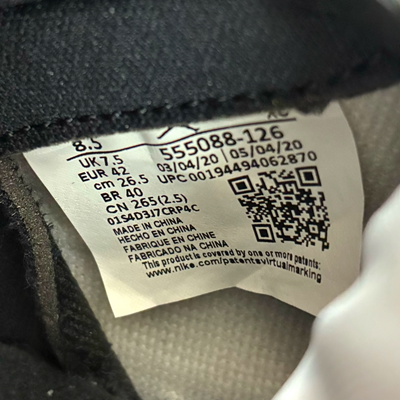 8.5 XC
UK 7.5 555088-126
EUR 42 03/04/20 05/04/20
cm 26.5 UPC 00194494062870
BR 40
CN 265(2.5)
01S4D3J7CRP4C
MADE IN CHINA
HECHO EN CHINA
FABRIQUE EN CHINE
FABRICADO NA CHINA
This product is covered by one or more patents:
www.nike.com/patentsvirtualmarking